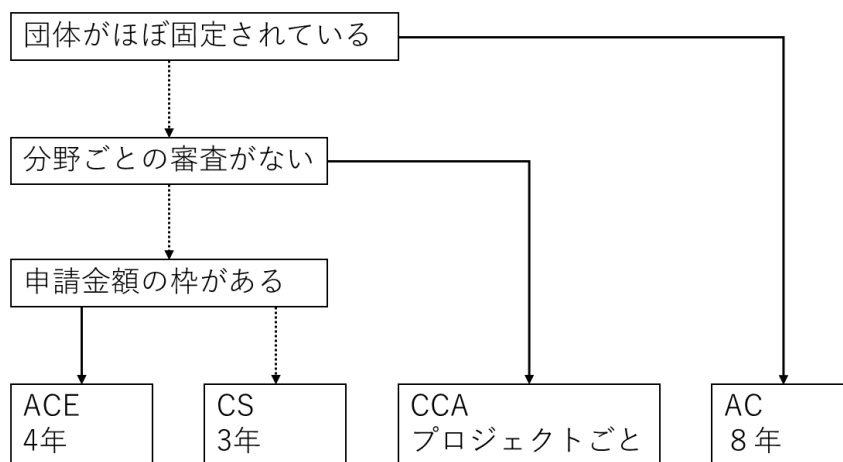 団体がほぼ固定されている
分野ごとの審査がない
申請金額の枠がある
ACE
4年
CS
3年
CCA
プロジェクトごと
AC
８年